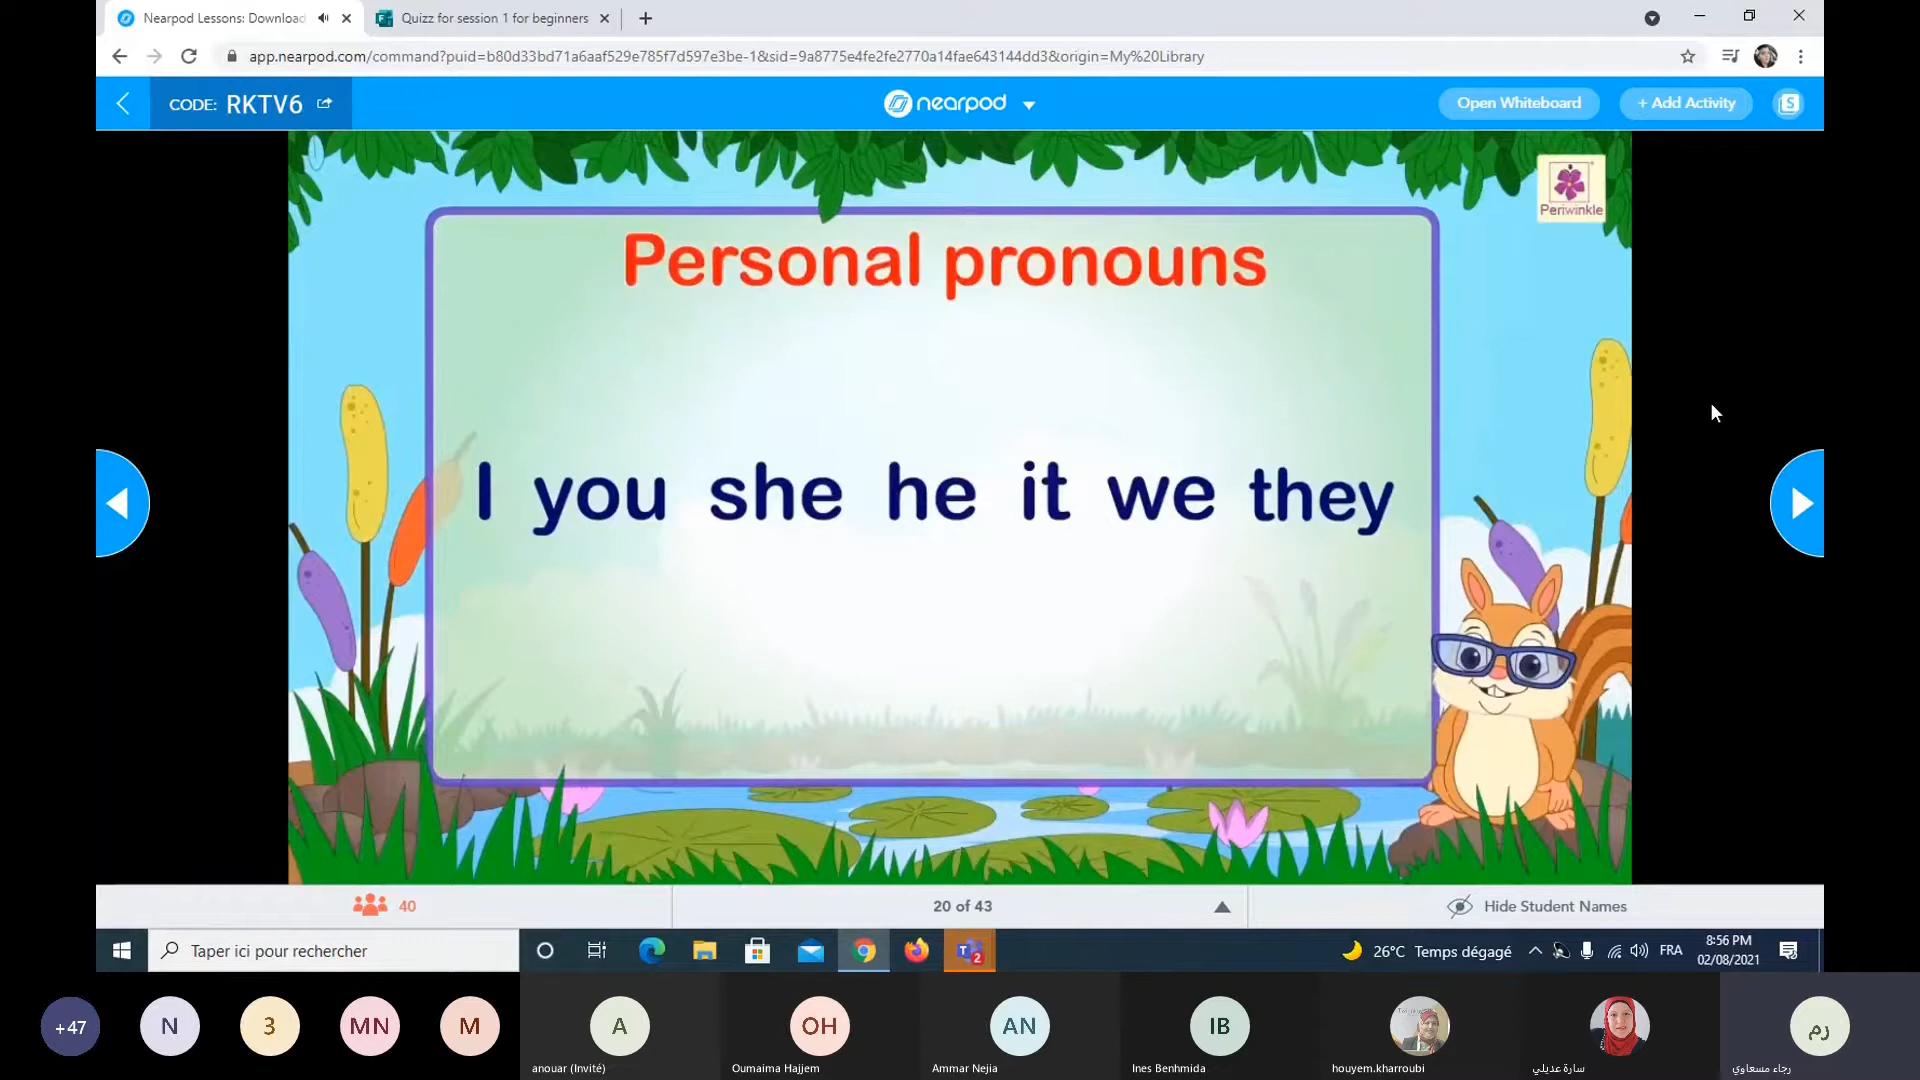 Nearpod Lessons: Download
Quizz for session 1 for beginners
app.nearpod.com/command?puid=b80d33bd71a6aaf529e785f7d597e3be-1&sid=9a8775e4fe2fe2770a14fae643144dd3&origin=My%20Library
CODE: RKTV6
nearpod
Open Whiteboard
+ Add Activity
S
Periwinkle
Personal pronouns
I you she he it we they
40
20 of 43
Hide Student Names
Taper ici pour rechercher
2
26°C Temps dégagé
FRA
8:56 PM
02/08/2021
+47
N
3
MN
M
A
OH
AN
IB
رم
anouar (Invité)
Oumaima Hajjem
Ammar Nejia
Ines Benhmida
houyem.kharroubi
سارة عديلي
رجاء مسعاوي